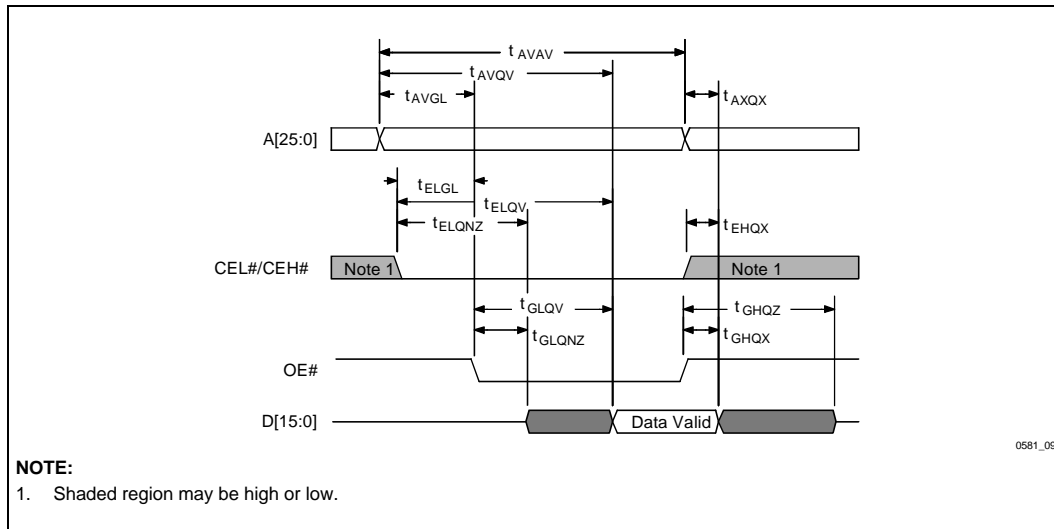 t AVAV
t AVQV
t AVGL
t AXQX
A[25:0]
t ELGL
t ELQV
t ELQNZ
t EHQX
CEL#/CEH#
Note 1
Note 1
t GLQV
t GHQZ
t GLQNZ
t GHQX
OE#
D[15:0]
Data Valid
0581_09
NOTE:
1. Shaded region may be high or low.